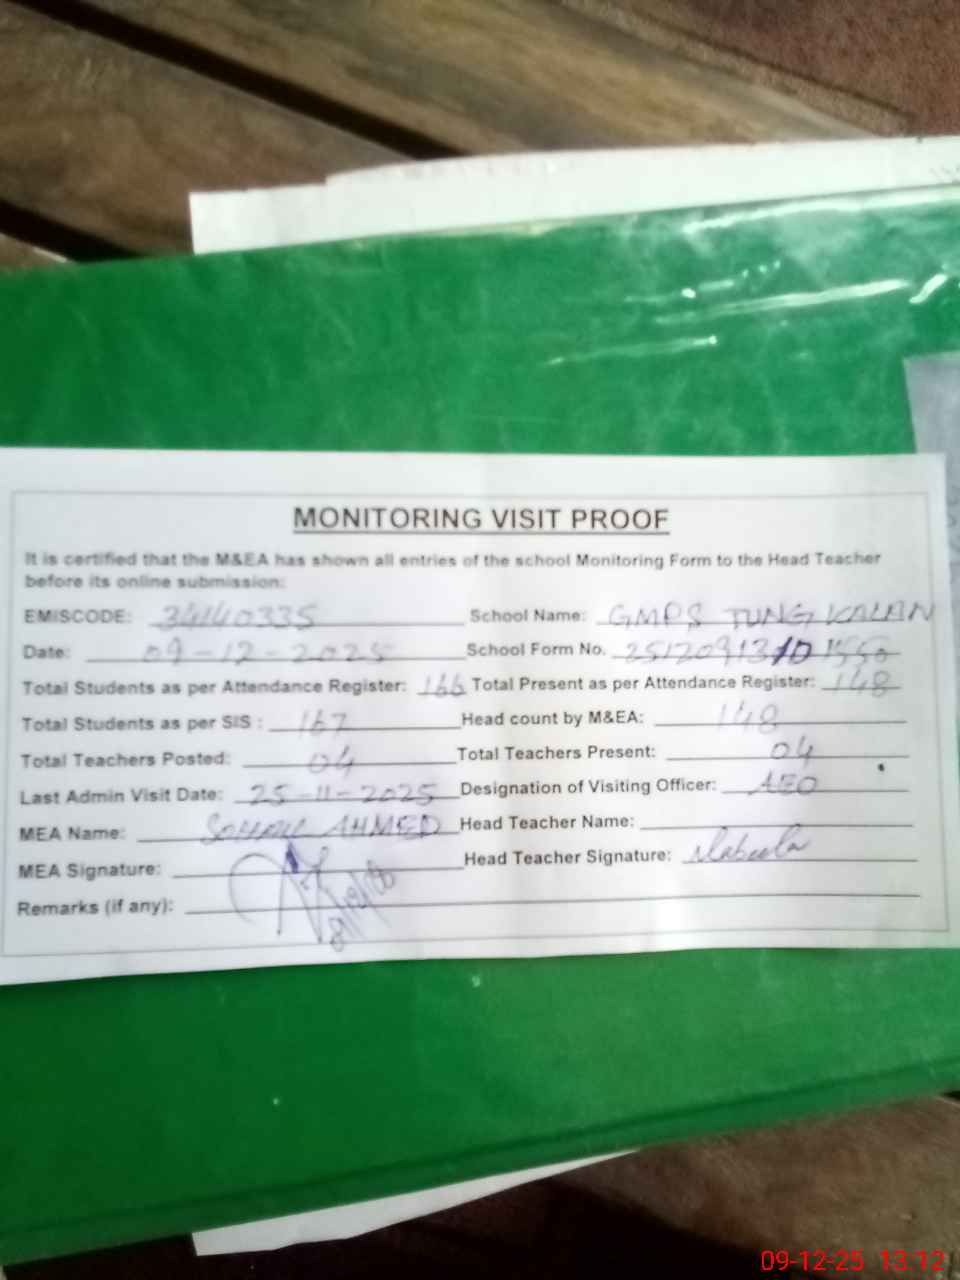 MONITORING VISIT PROOF
It is certified that the M&EA has shown all entries of the school Monitoring Form to the Head Teacher
before its online submission:
EMISCODE: 34140335 School Name: GMPS TUNG KALAN
Date: 09-12-2025 School Form No. 2512091310
Total Students as per Attendance Register: 166 Total Present as per Attendance Register: 148
Total Students as per SIS : 167 Head count by M&EA: 148
Total Teachers Posted: 04 Total Teachers Present: 04
Last Admin Visit Date: 25-11-2025 Designation of Visiting Officer: AEO
MEA Name: AHMED Head Teacher Name:
MEA Signature: Head Teacher Signature: Nabeela
Remarks (if any):
09-12-25 13:12